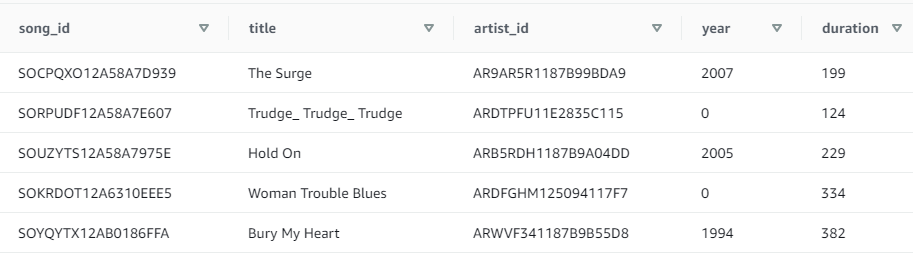 song_id title artist_id year duration
SOCPQXO12A58A7D939 The Surge AR9AR5R1187B99BDA9 2007 199
SORPUDF12A58A7E607 Trudge_ Trudge_ Trudge ARDTPFU11E2835C115 0 124
SOUZYTS12A58A7975E Hold On ARB5RDH1187B9A04DD 2005 229
SOKRDOT12A6310EEE5 Woman Trouble Blues ARDFGHM125094117F7 0 334
SOYQYTX12AB0186FFA Bury My Heart ARWVF341187B9B55D8 1994 382